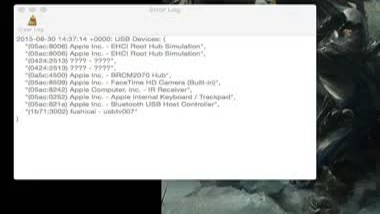 Error Log
Clear Log
2015-06-30 14:37:14 +0000: USB Devices: (
"(05ac:8006) Apple Inc. - EHCI Root Hub Simulation",
"(05ac:8006) Apple Inc. - EHCI Root Hub Simulation",
"(0424:2513) ???? - ????",
"(0424:2513) ???? - ????",
"(0a5c:4500) Apple Inc. - BRCM2070 Hub",
"(05ac:8509) Apple Inc. - FaceTime HD Camera (Built-in)",
"(05ac:8242) Apple Computer, Inc. - IR Receiver",
"(05ac:0252) Apple Inc. - Apple Internal Keyboard / Trackpad",
"(05ac:821a) Apple Inc. - Bluetooth USB Host Controller",
"(1b71:3002) fushicai - usbtv007"
)